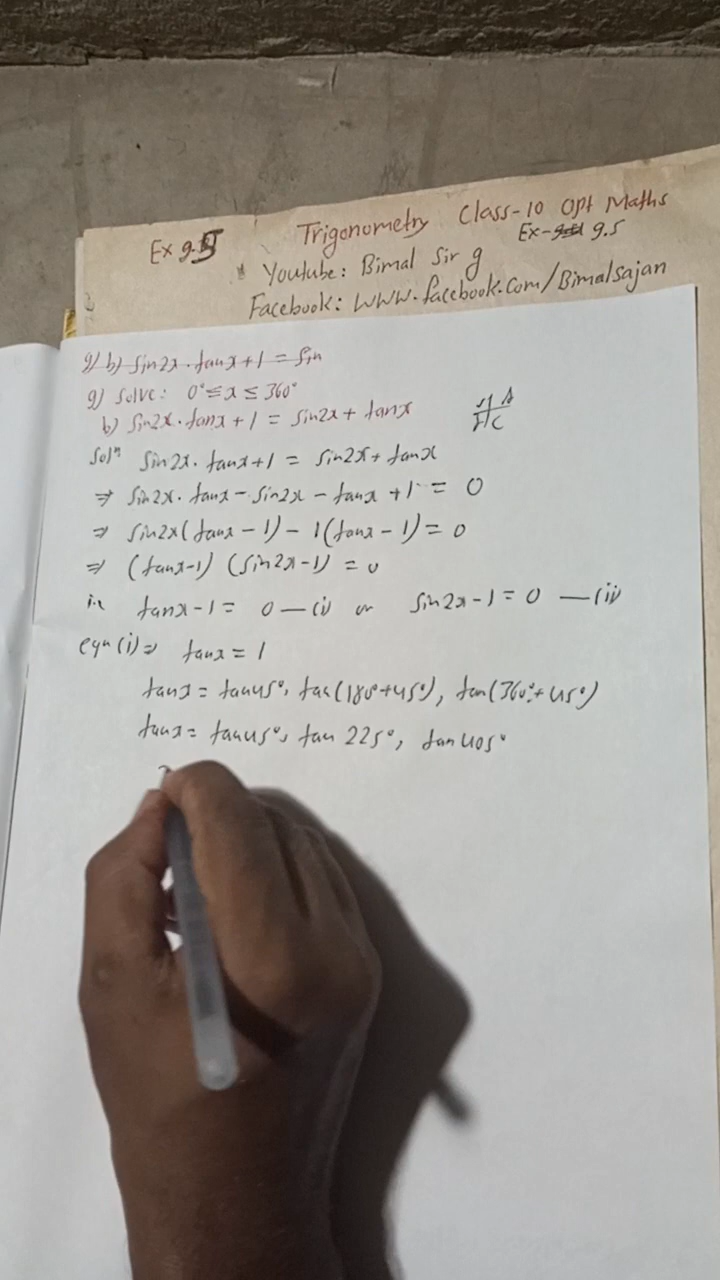 Ex 9.5
Trigonometry Class-10 Opt Maths
Ex- 9.5
Youtube: Bimal Sir g
Facebook: WWW.facebook.com/Bimalsajan
9) b) sin2x.tanx+1 = sin
9) Solve: 0°≤x≤360°
b) sin2x.tanx+1 = sin2x+tanx
S A
T C
Solⁿ sin2x.tanx+1 = sin2x+tanx
⇒ sin2x.tanx-sin2x-tanx+1 = 0
⇒ sin2x(tanx-1)-1(tanx-1)=0
⇒ (tanx-1) (sin2x-1) = 0
i.e tanx-1= 0 —(i) or sin2x-1=0 —(ii)
eqn(i)⇒ tanx=1
tanx=tan45°, tan(180°+45°), tan(360°+45°)
tanx=tan45°, tan 225°, tan405°